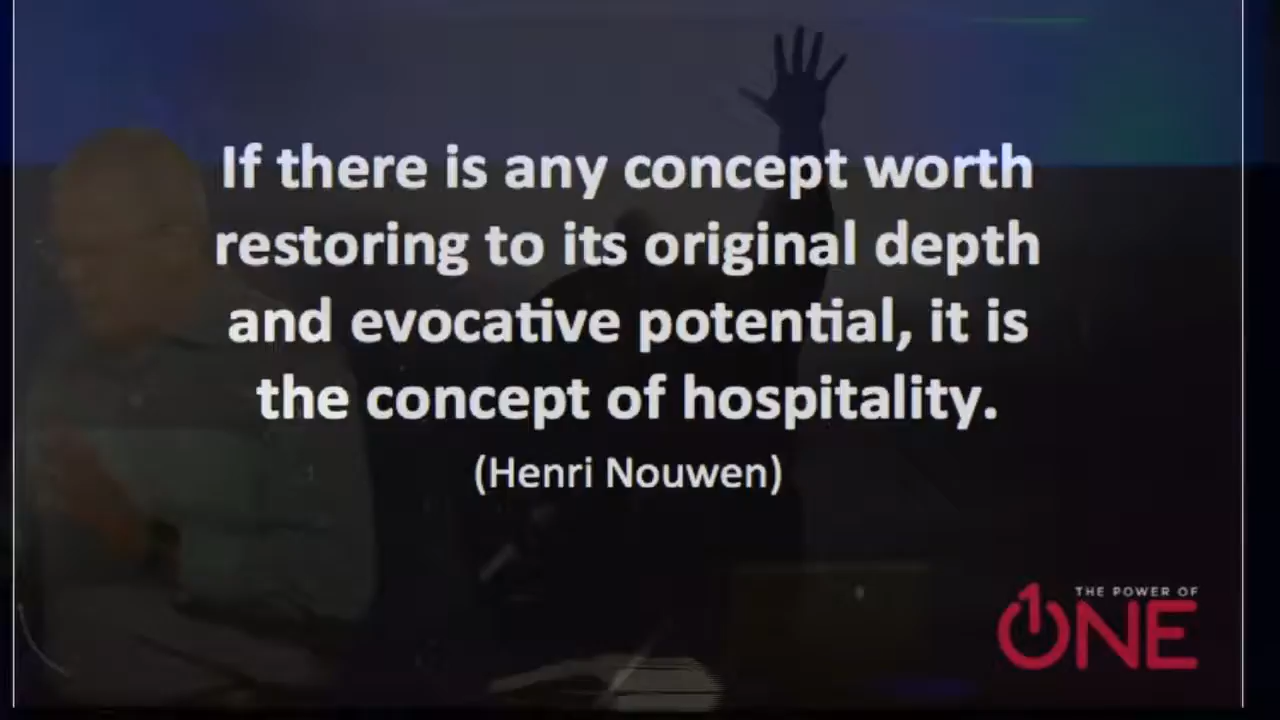 If there is any concept worth
restoring to its original depth
and evocative potential, it is
the concept of hospitality.
(Henri Nouwen)
THE POWER OF
ONE